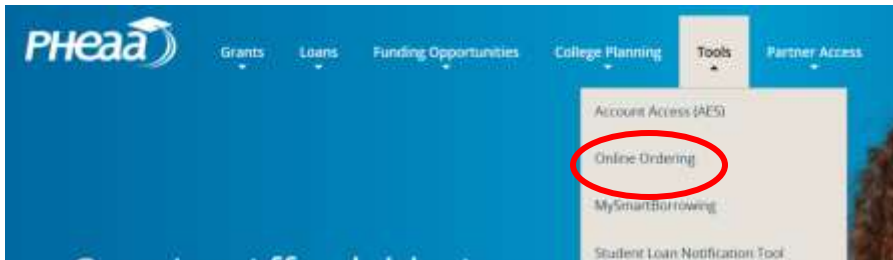 PHeaa
Grants Loans Funding Opportunities College Planning Tools Partner Access
Account Access (AES)
Online Ordering
MySmartBorrowing
Student Loan Notification Tool